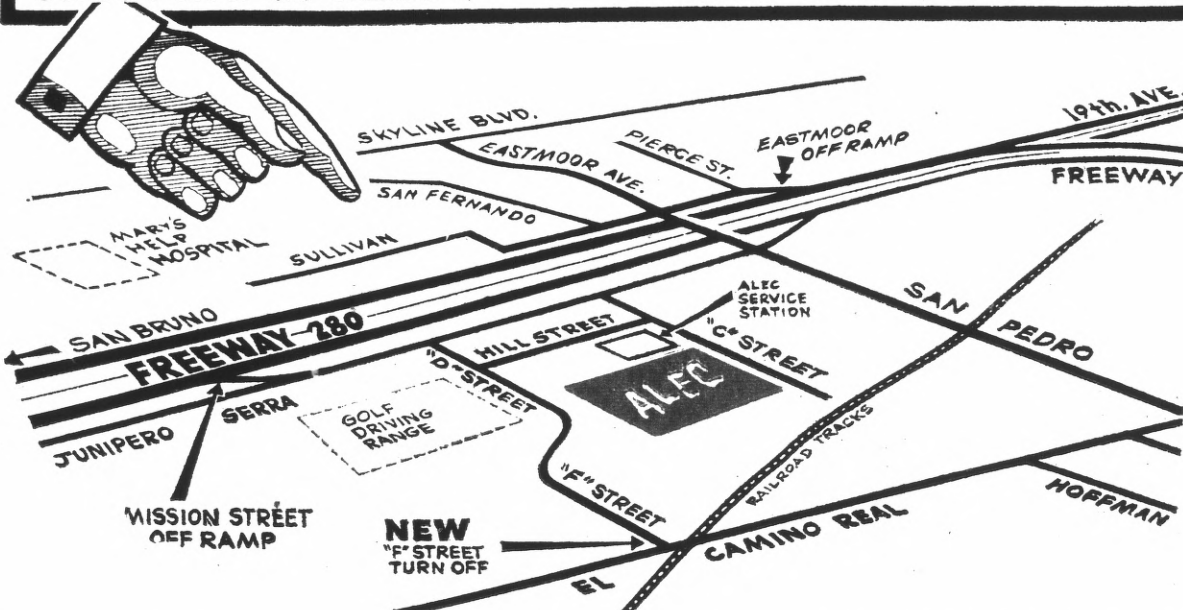 SKYLINE BLVD.
EASTMOOR AVE.
PIERCE ST.
EASTMOOR
OFF RAMP
19th. AVE.
FREEWAY
SAN FERNANDO
MARY'S
HELP
HOSPITAL
SULLIVAN
SAN BRUNO
FREEWAY 280
ALEC
SERVICE
STATION
SAN PEDRO
HILL STREET
"C" STREET
"D" STREET
ALEC
JUNIPERO SERRA
GOLF
DRIVING
RANGE
RAILROAD TRACKS
"F" STREET
HOFFMAN
MISSION STREET
OFF RAMP
NEW
"F" STREET
TURN OFF
EL CAMINO REAL